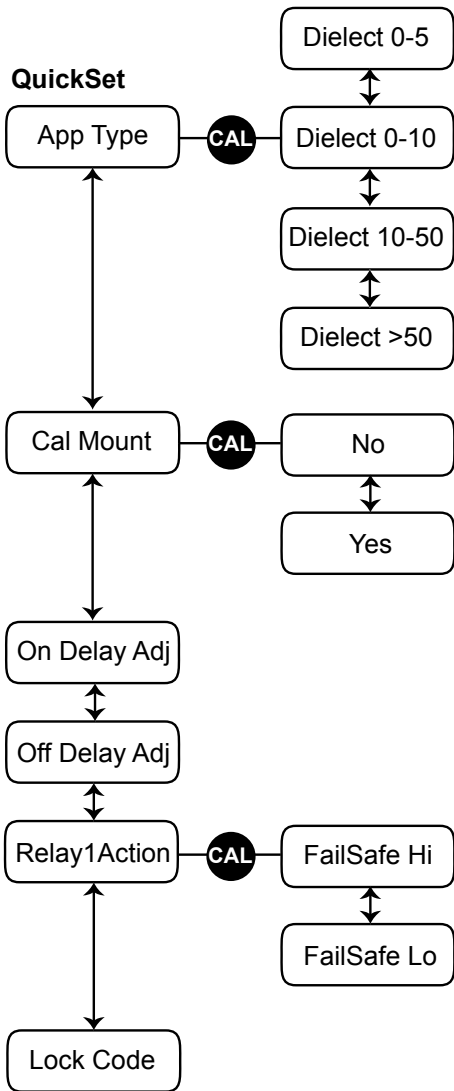 Dielect 0-5
QuickSet
App Type
CAL
Dielect 0-10
Dielect 10-50
Dielect >50
Cal Mount
CAL
No
Yes
On Delay Adj
Off Delay Adj
Relay1Action
CAL
FailSafe Hi
FailSafe Lo
Lock Code